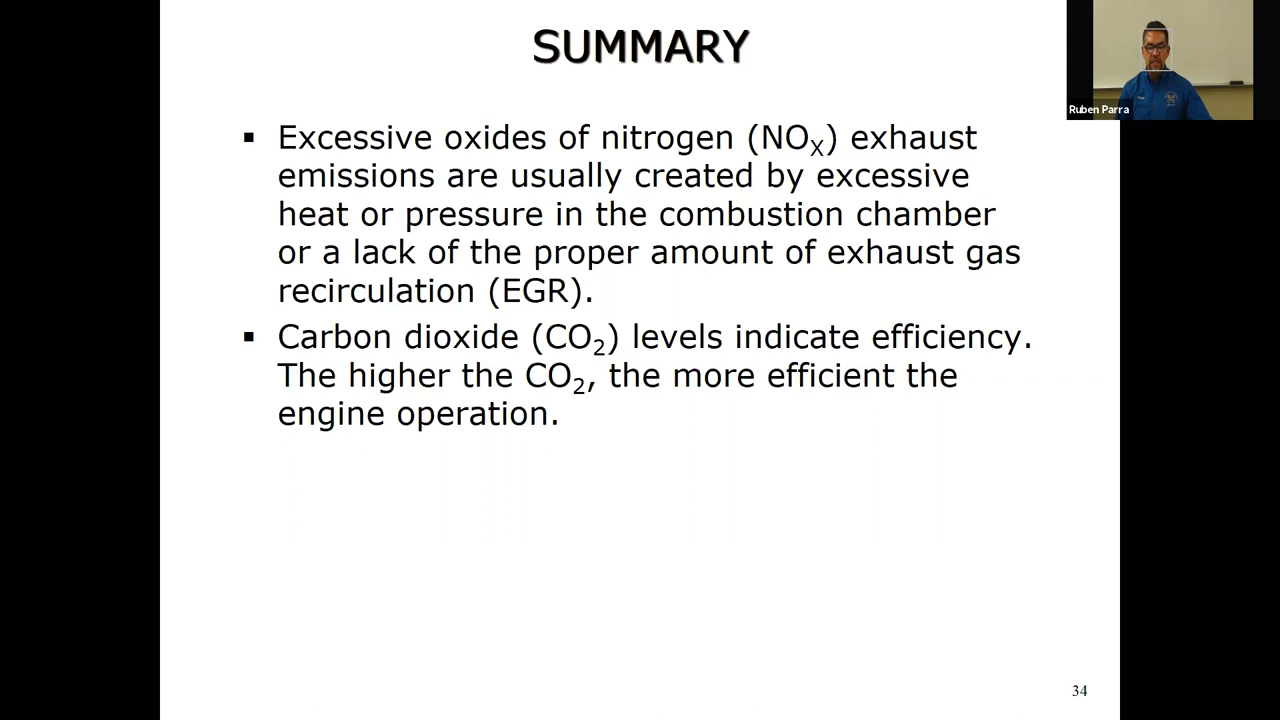 SUMMARY
▪ Excessive oxides of nitrogen (NOX) exhaust
emissions are usually created by excessive
heat or pressure in the combustion chamber
or a lack of the proper amount of exhaust gas
recirculation (EGR).
▪ Carbon dioxide (CO2) levels indicate efficiency.
The higher the CO2, the more efficient the
engine operation.
34
Ruben Parra